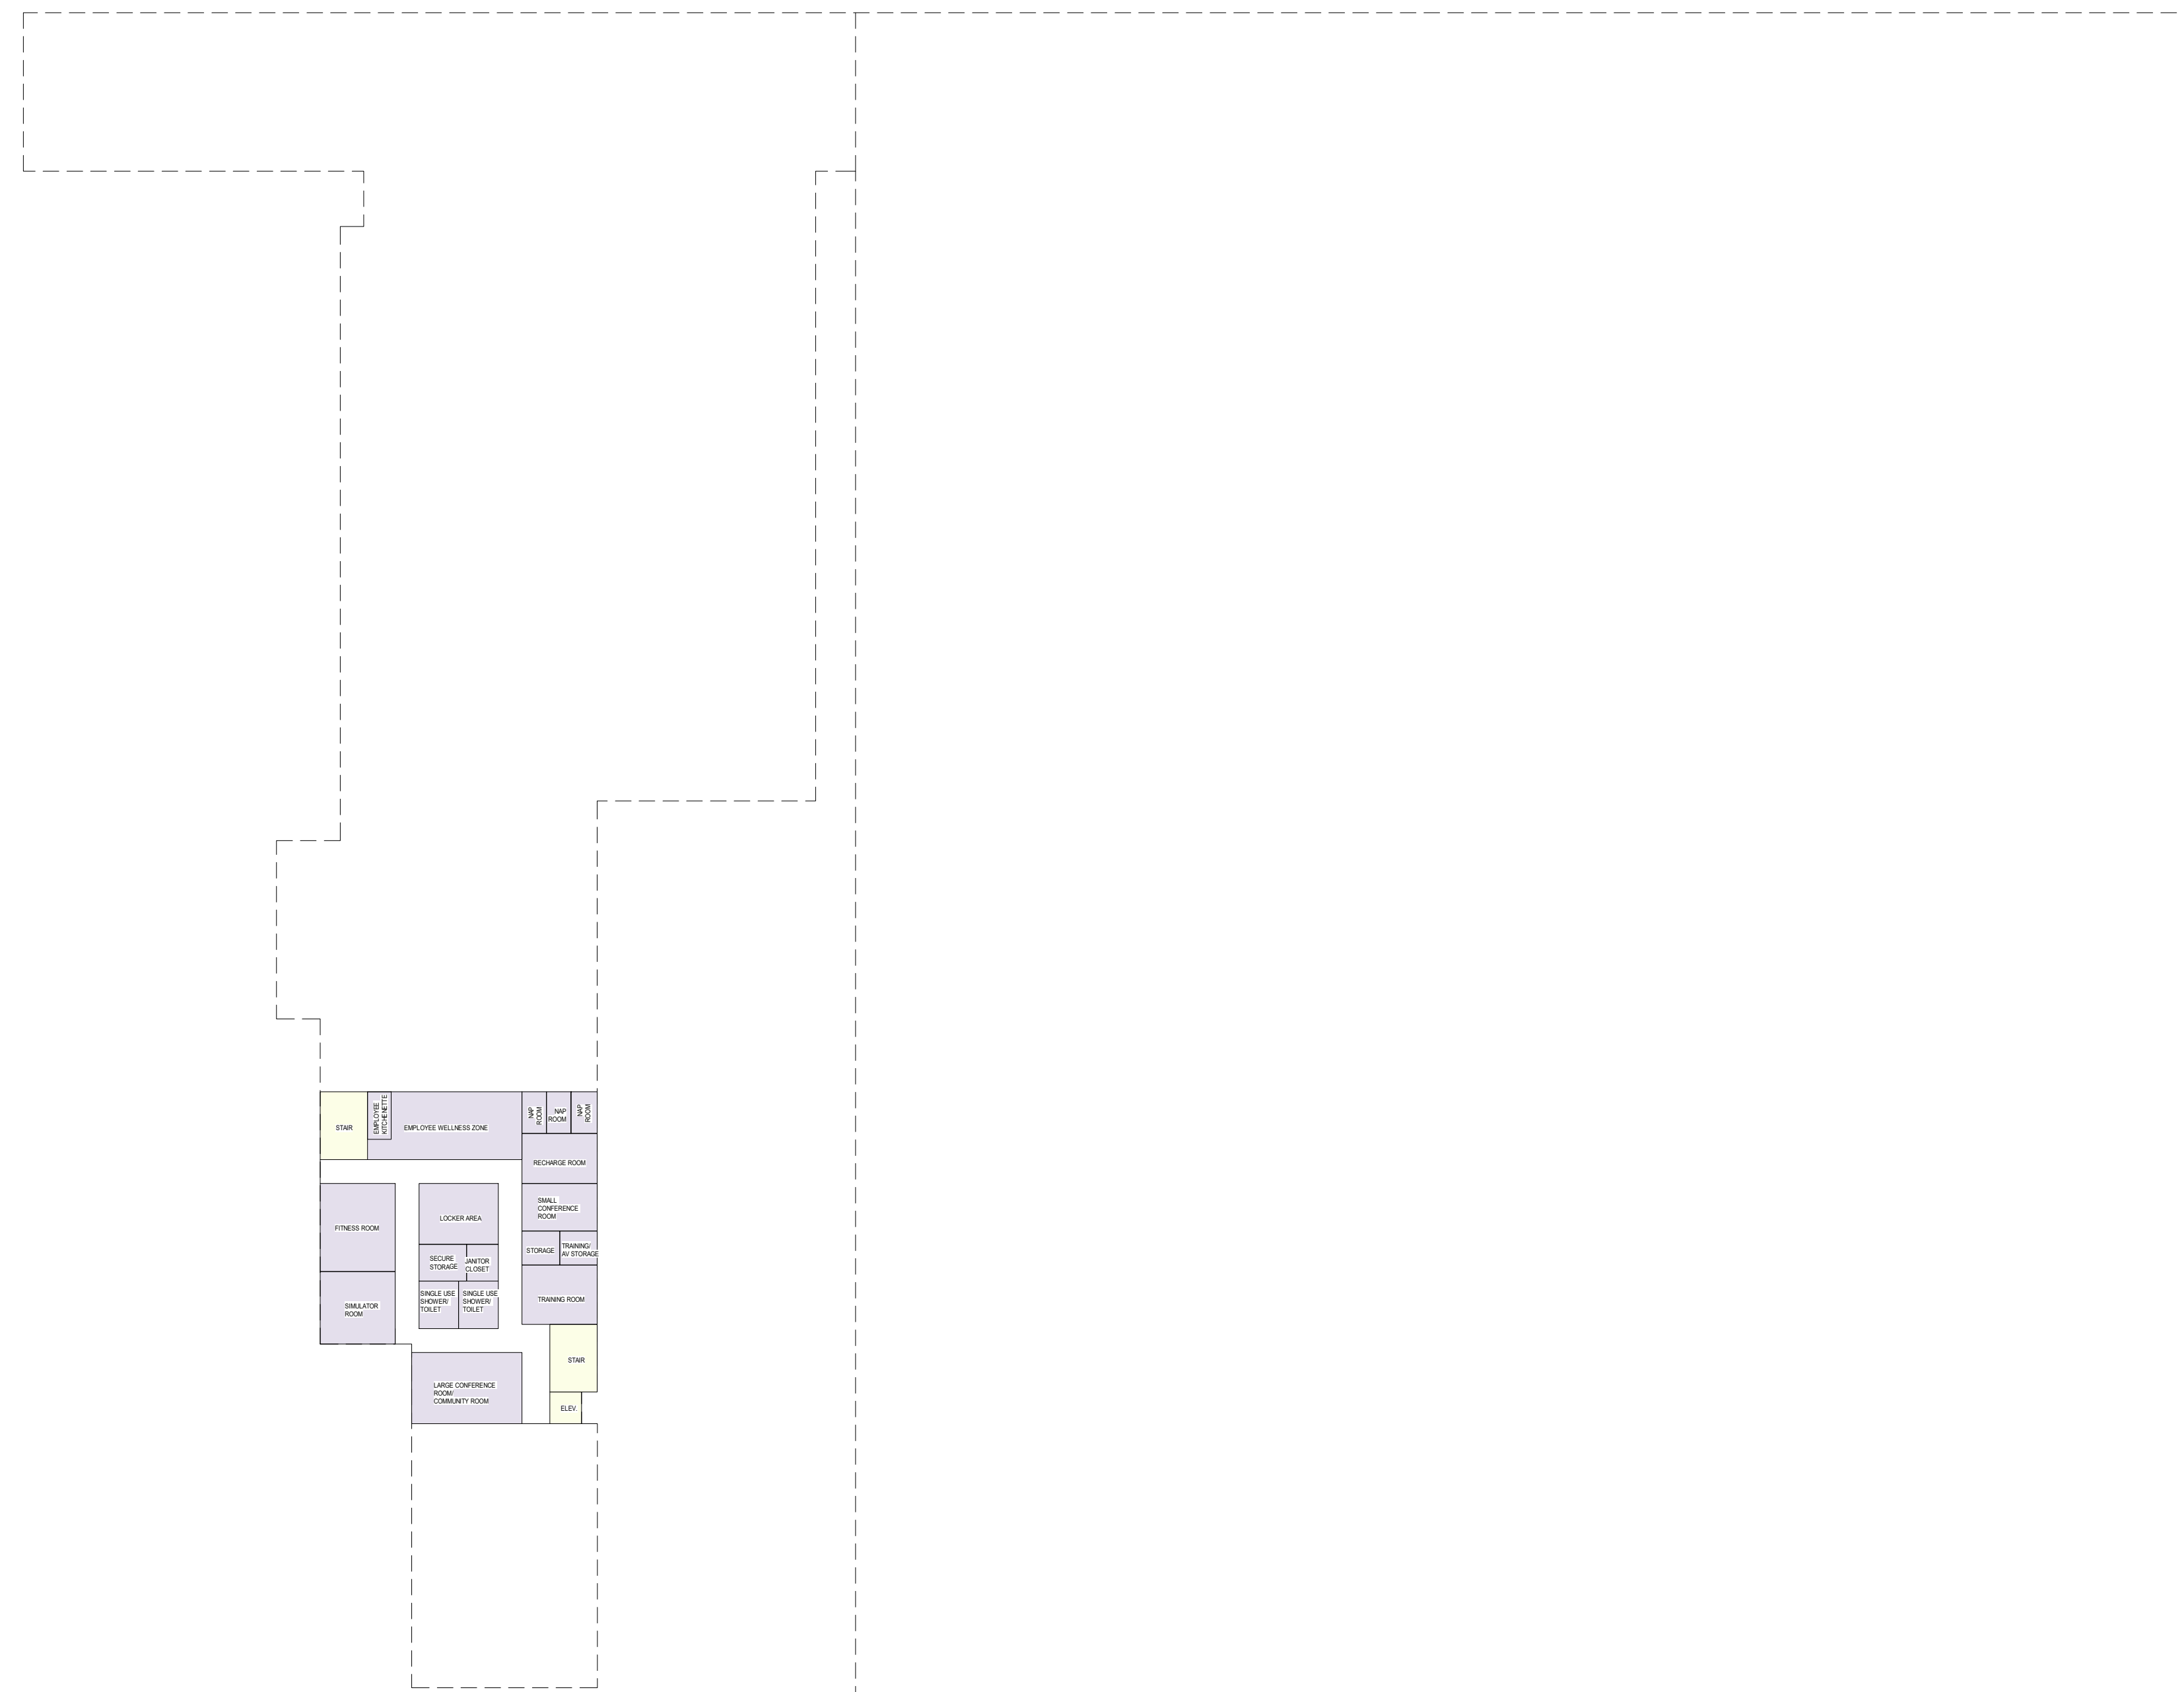 STAIR
EMPLOYEE
KITCHENETTE
EMPLOYEE WELLNESS ZONE
NAP
ROOM
NAP
ROOM
NAP
ROOM
RECHARGE ROOM
SMALL
CONFERENCE
ROOM
FITNESS ROOM
LOCKER AREA
STORAGE
TRAINING/
AV STORAGE
SECURE
STORAGE
JANITOR
CLOSET
SINGLE USE
SHOWER/
TOILET
SINGLE USE
SHOWER/
TOILET
TRAINING ROOM
SIMULATOR
ROOM
STAIR
LARGE CONFERENCE
ROOM/
COMMUNITY ROOM
ELEV.